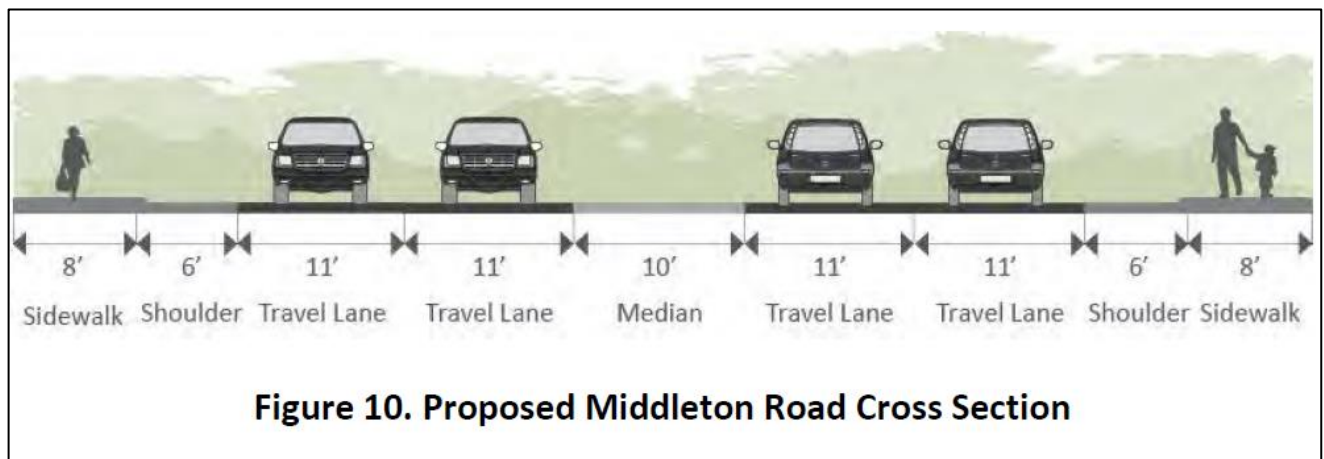 8’ 6’ 11’ 11’ 10’ 11’ 11’ 6’ 8’
Sidewalk Shoulder Travel Lane Travel Lane Median Travel Lane Travel Lane Shoulder Sidewalk
Figure 10. Proposed Middleton Road Cross Section